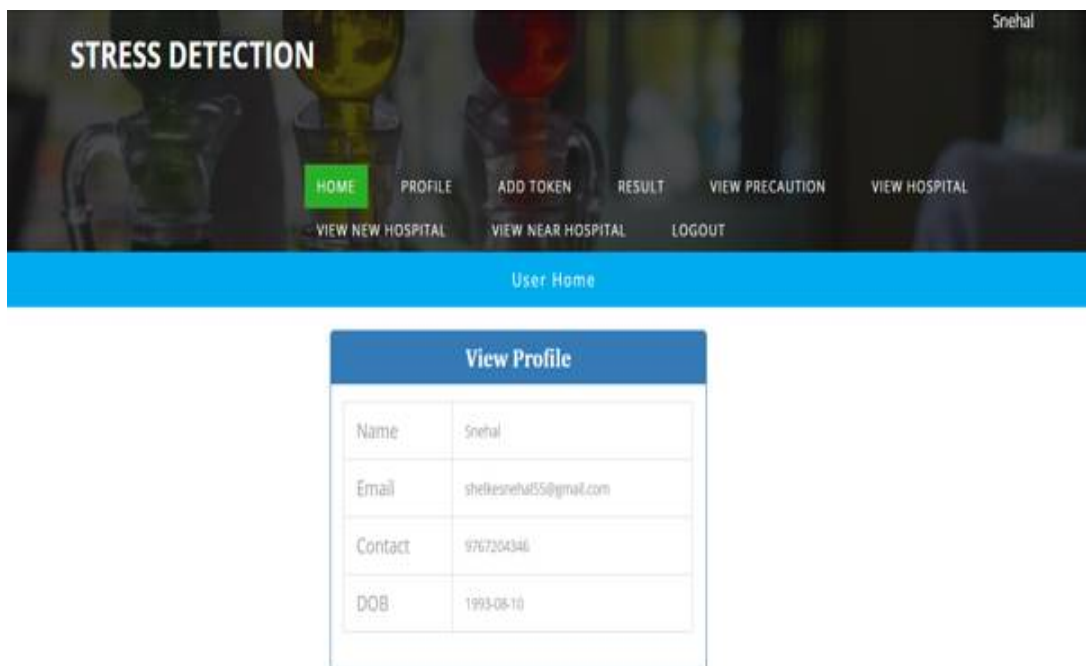 Snehal
STRESS DETECTION
HOME PROFILE ADD TOKEN RESULT VIEW PRECAUTION VIEW HOSPITAL
VIEW NEW HOSPITAL VIEW NEAR HOSPITAL LOGOUT
User Home
View Profile
Name Snehal
Email shelkesnehal55@gmail.com
Contact 9767204346
DOB 1993-08-10